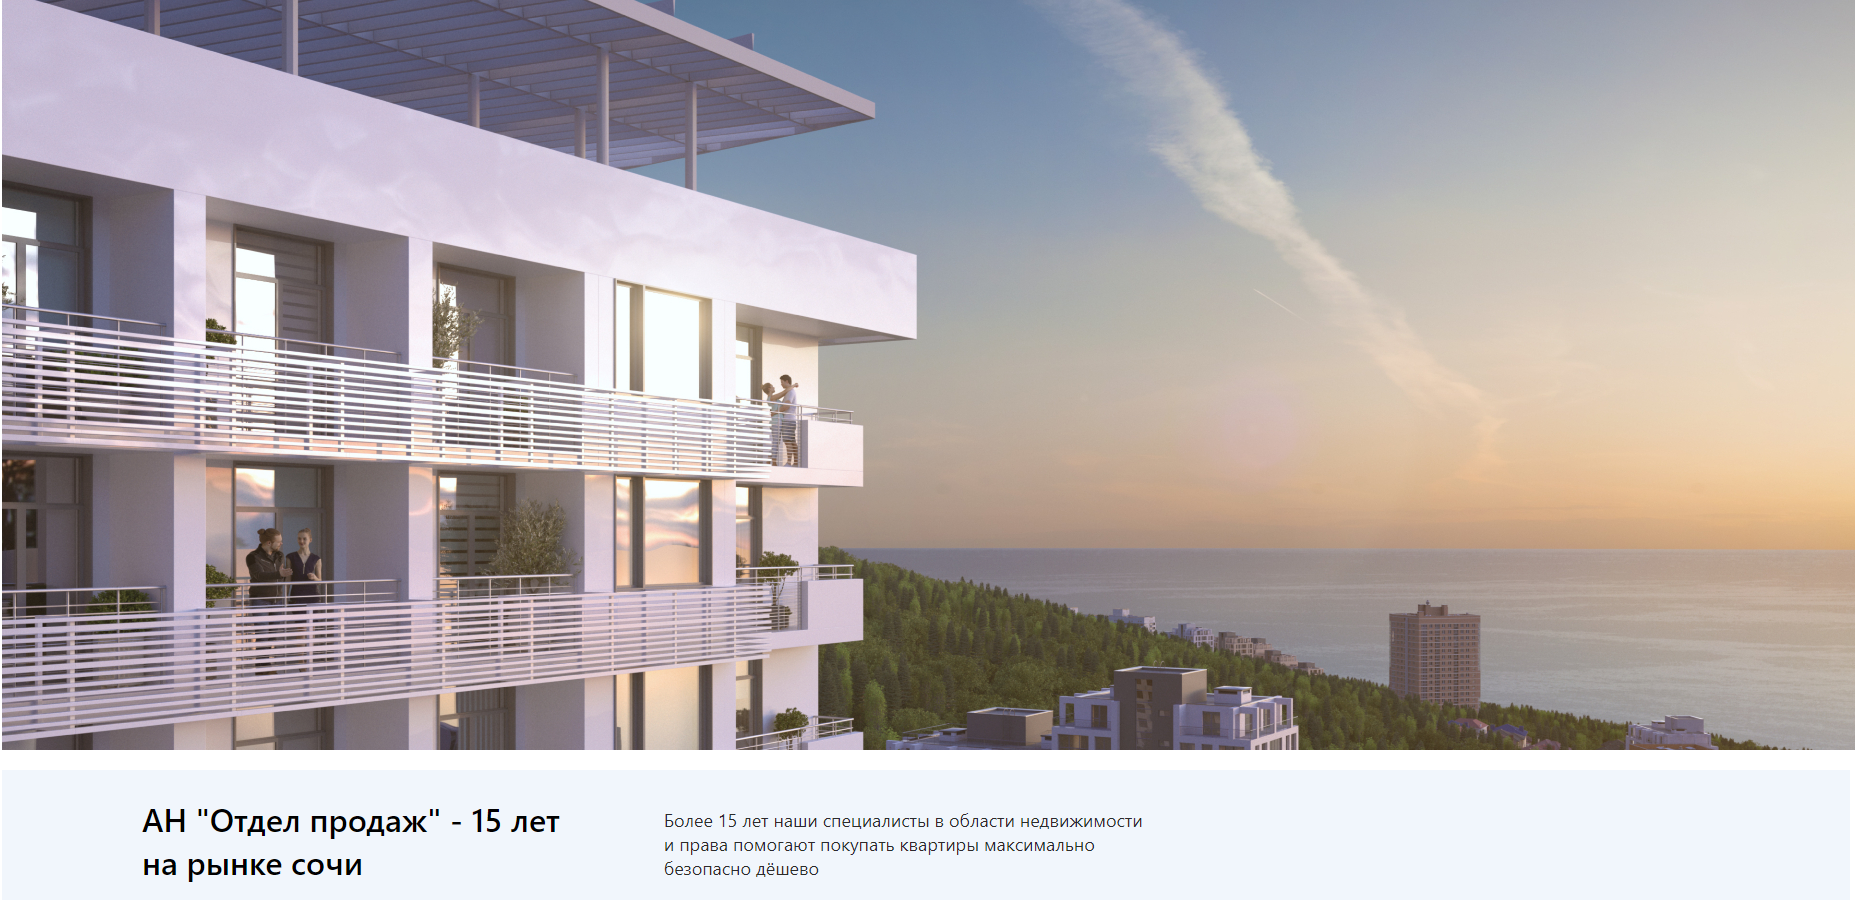 АН "Отдел продаж" - 15 лет
на рынке сочи
Более 15 лет наши специалисты в области недвижимости
и права помогают покупать квартиры максимально
безопасно дёшево